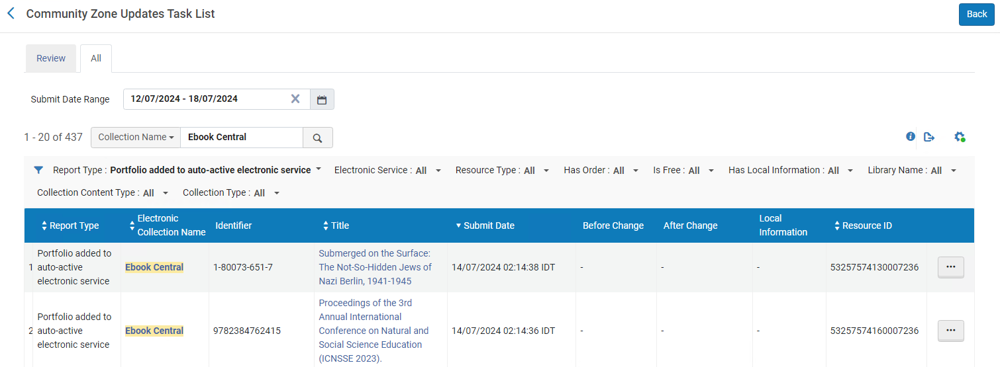 Community Zone Updates Task List
Back
Review
All
Submit Date Range
12/07/2024 - 18/07/2024
1 - 20 of 437
Collection Name
Ebook Central
Report Type : Portfolio added to auto-active electronic service
Electronic Service : All
Resource Type : All
Has Order : All
Is Free : All
Has Local Information : All
Library Name : All
Collection Content Type : All
Collection Type : All
Report Type
Electronic
Collection Name
Identifier
Title
Submit Date
Before Change
After Change
Local
Information
Resource ID
1
Portfolio added to
auto-active
electronic service
Ebook Central
1-80073-651-7
Submerged on the Surface:
The Not-So-Hidden Jews of
Nazi Berlin, 1941-1945
14/07/2024 02:14:38 IDT
-
-
-
53257574130007236
...
2
Portfolio added to
auto-active
electronic service
Ebook Central
9782384762415
Proceedings of the 3rd
Annual International
Conference on Natural and
Social Science Education
(ICNSSE 2023).
14/07/2024 02:14:36 IDT
-
-
-
53257574160007236
...